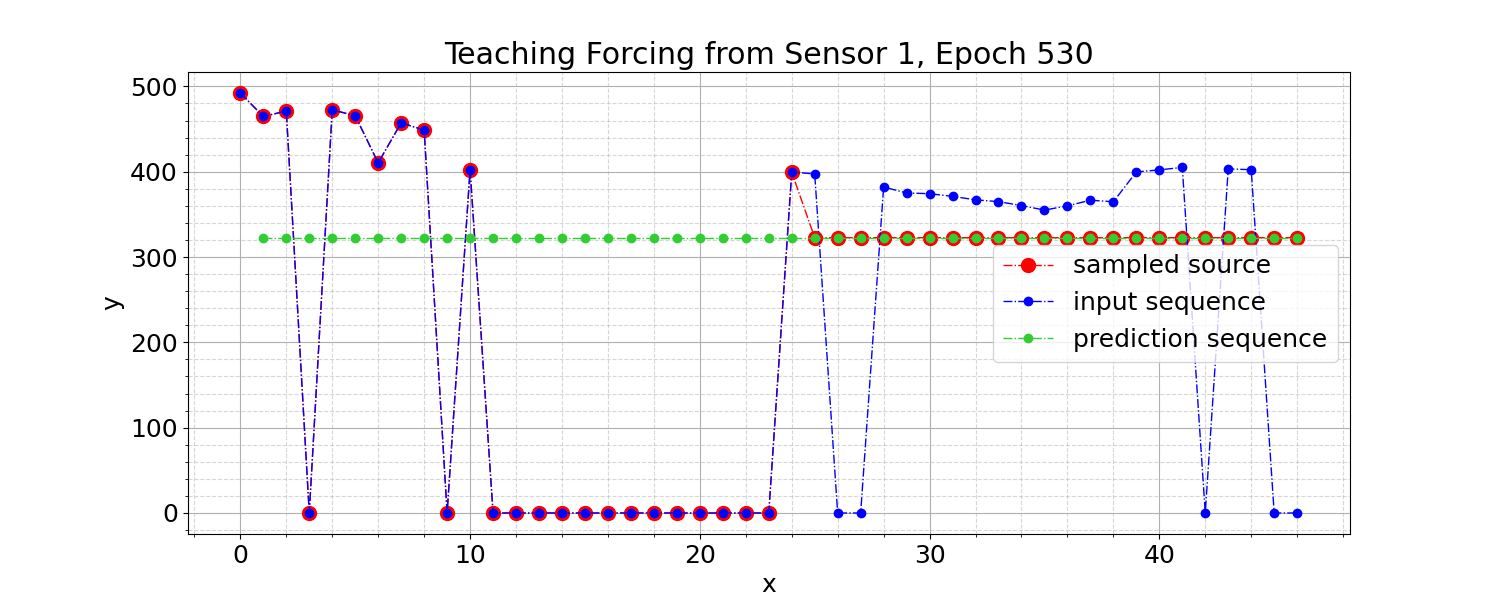 Teaching Forcing from Sensor 1, Epoch 530
500
400
300
200
100
0
y
sampled source
input sequence
prediction sequence
0 10 20 30 40
x